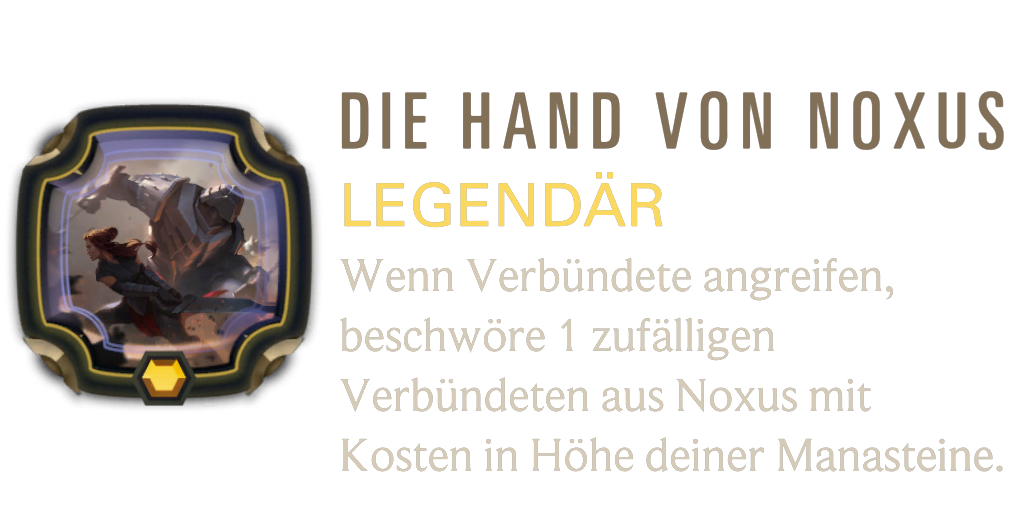 DIE HAND VON NOXUS
LEGENDÄR
Wenn Verbündete angreifen,
beschwöre 1 zufälligen
Verbündeten aus Noxus mit
Kosten in Höhe deiner Manasteine.